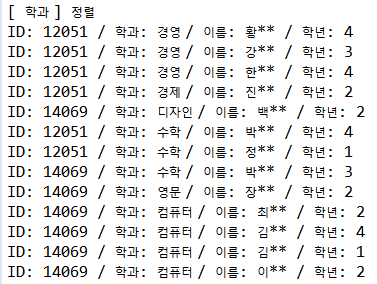 [ 학과 ] 정렬
ID: 12051 / 학과: 경영 / 이름: 황** / 학년: 4
ID: 12051 / 학과: 경영 / 이름: 강** / 학년: 3
ID: 12051 / 학과: 경영 / 이름: 한** / 학년: 4
ID: 12051 / 학과: 경제 / 이름: 진** / 학년: 2
ID: 14069 / 학과: 디자인 / 이름: 백** / 학년: 2
ID: 12051 / 학과: 수학 / 이름: 박** / 학년: 4
ID: 12051 / 학과: 수학 / 이름: 정** / 학년: 1
ID: 14069 / 학과: 수학 / 이름: 박** / 학년: 3
ID: 14069 / 학과: 영문 / 이름: 장** / 학년: 2
ID: 14069 / 학과: 컴퓨터 / 이름: 최** / 학년: 2
ID: 14069 / 학과: 컴퓨터 / 이름: 김** / 학년: 4
ID: 14069 / 학과: 컴퓨터 / 이름: 김** / 학년: 1
ID: 14069 / 학과: 컴퓨터 / 이름: 이** / 학년: 2